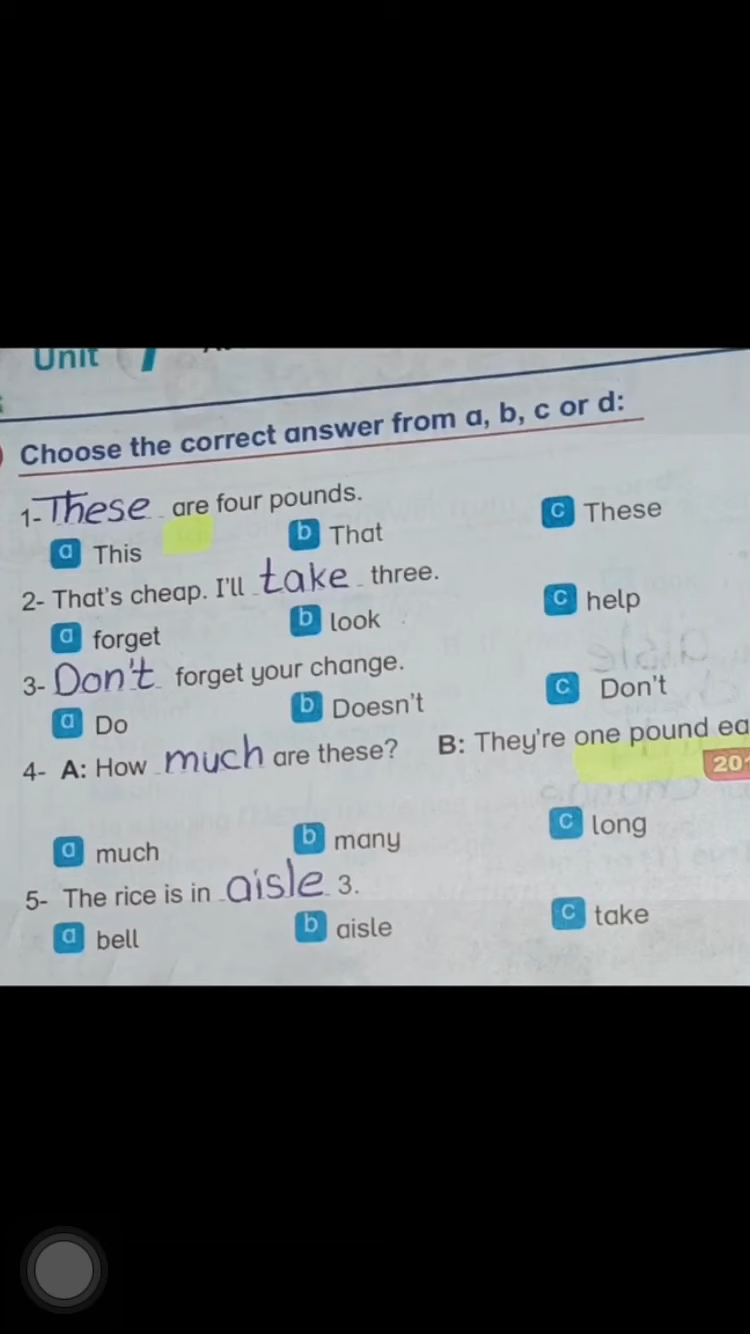 Unit
Choose the correct answer from a, b, c or d:
1- These are four pounds.
a This b That c These
2- That's cheap. I'll take three.
a forget b look c help
3- Don't forget your change.
a Do b Doesn't c Don't
4- A: How much are these? B: They're one pound ea
20
a much b many c long
5- The rice is in aisle 3.
a bell b aisle c take